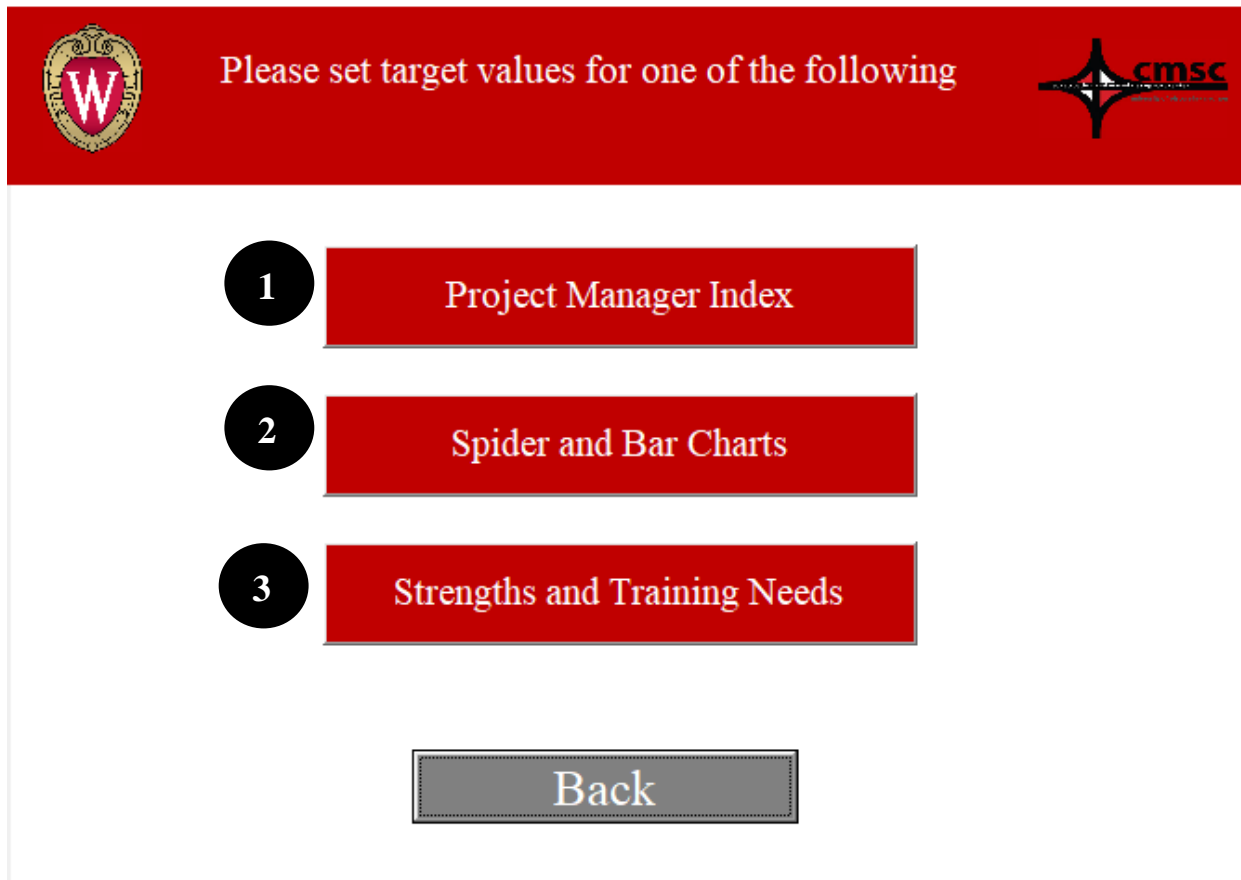 W
Please set target values for one of the following
cmsc
1
Project Manager Index
2
Spider and Bar Charts
3
Strengths and Training Needs
Back